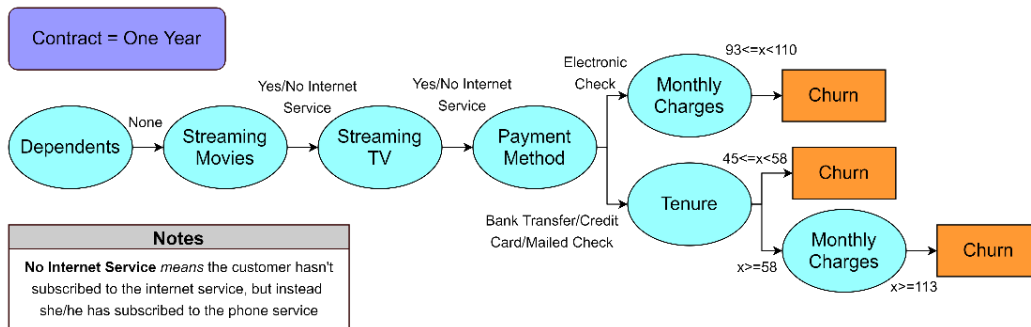 Contract = One Year
Dependents
None
Streaming
Movies
Yes/No Internet
Service
Streaming
TV
Yes/No Internet
Service
Payment
Method
Electronic
Check
Monthly
Charges
93<=x<110
Churn
Bank Transfer/Credit
Card/Mailed Check
Tenure
45<=x<58
Churn
x>=58
Monthly
Charges
x>=113
Churn
Notes
No Internet Service means the customer hasn't
subscribed to the internet service, but instead
she/he has subscribed to the phone service